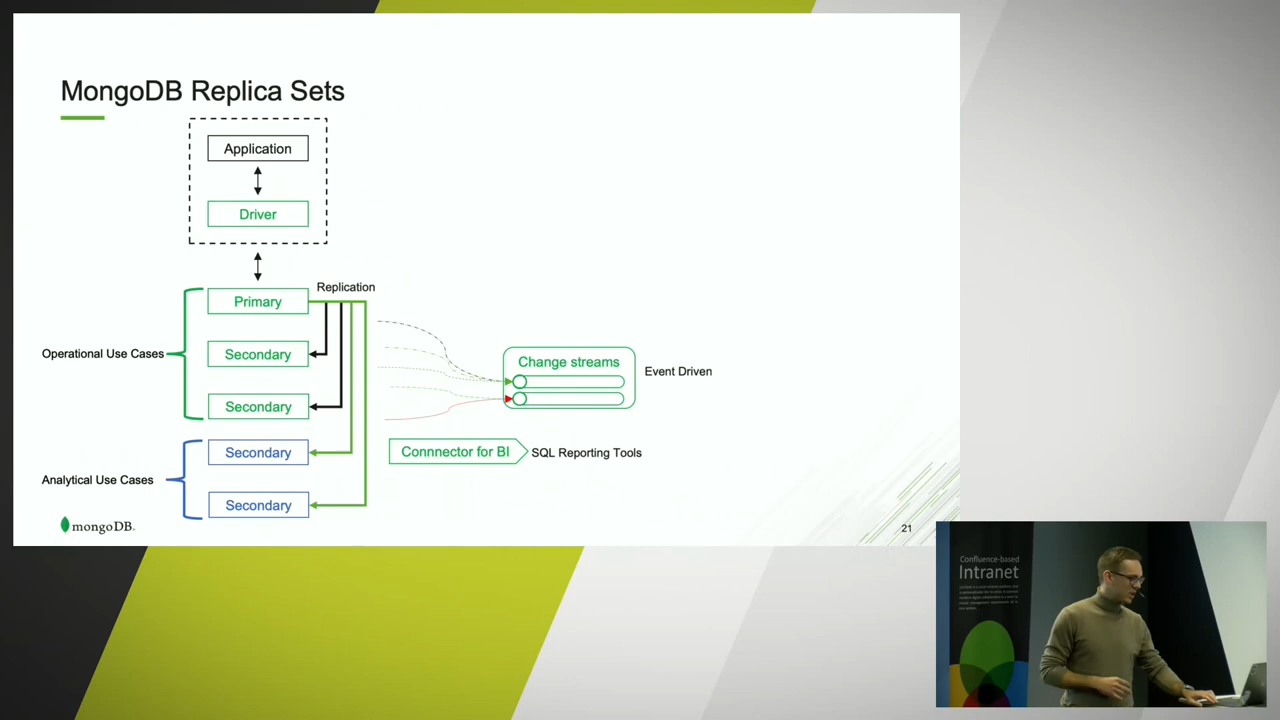 MongoDB Replica Sets
Application
Driver
Replication
Primary
Operational Use Cases
Secondary
Change streams
Event Driven
Secondary
Secondary
Connnector for BI
SQL Reporting Tools
Analytical Use Cases
Secondary
mongoDB.
21
Confluence-based
Intranet